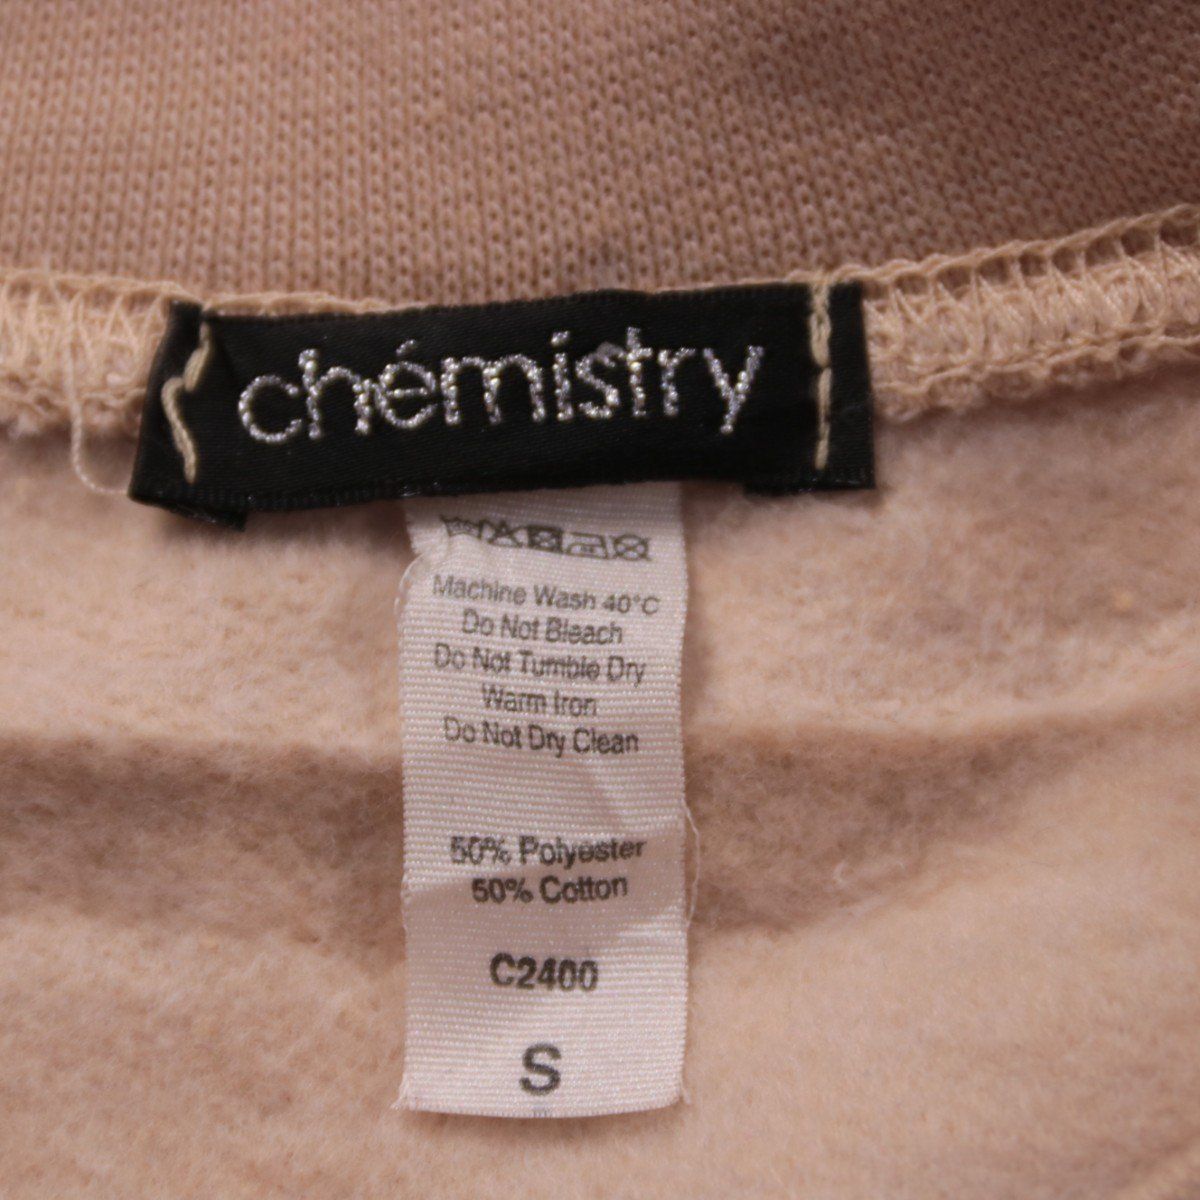 chémistry
Machine Wash 40°C
Do Not Bleach
Do Not Tumble Dry
Warm Iron
Do Not Dry Clean
50% Polyester
50% Cotton
C2400
S